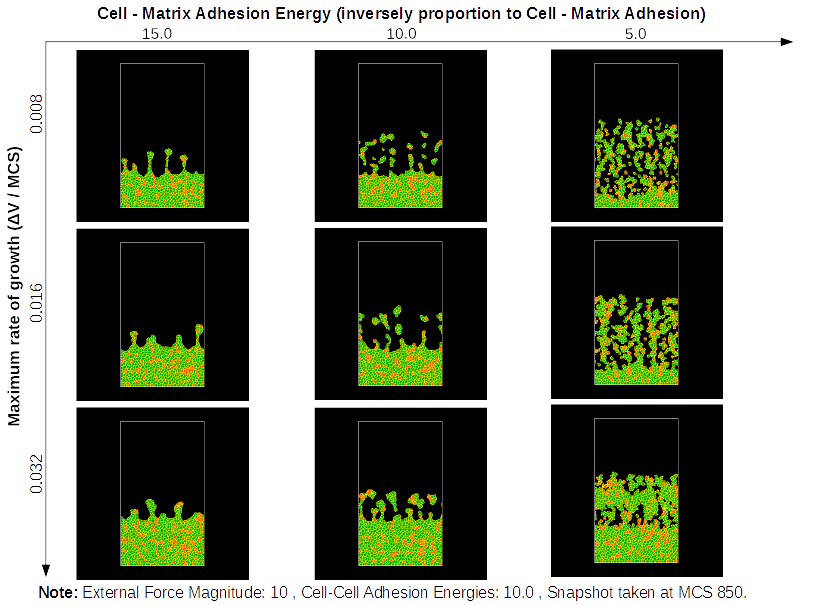 Cell - Matrix Adhesion Energy (inversely proportion to Cell - Matrix Adhesion)
15.0 10.0 5.0
Maximum rate of growth (ΔV / MCS)
0.008
0.016
0.032
Note: External Force Magnitude: 10 , Cell-Cell Adhesion Energies: 10.0 , Snapshot taken at MCS 850.